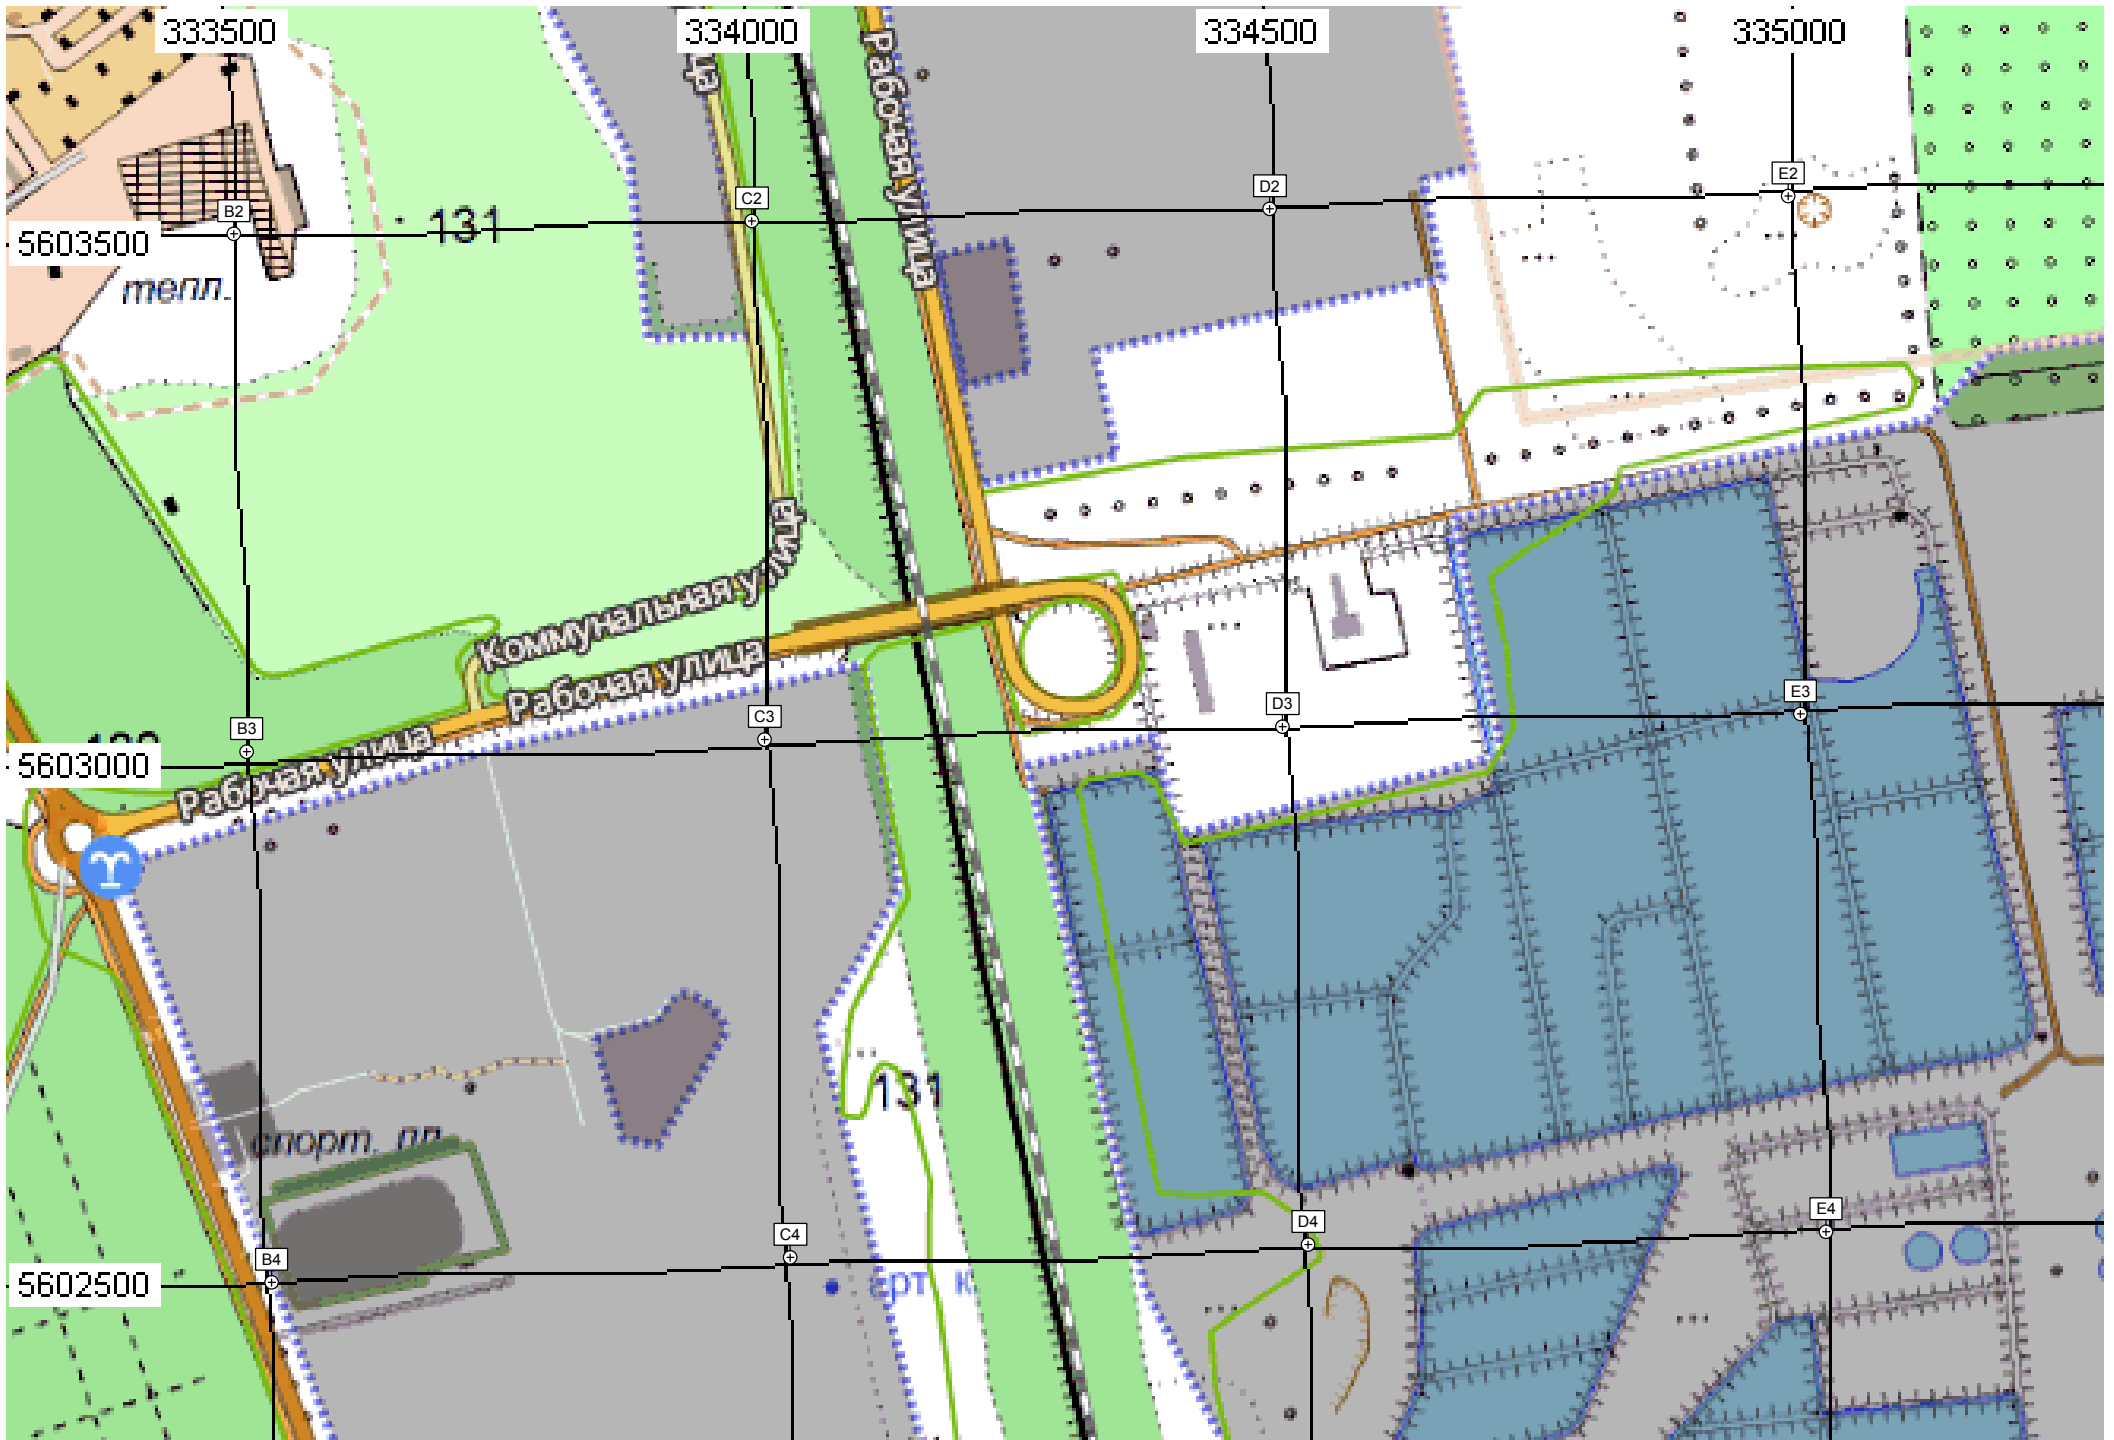 333500
334000
334500
335000
ца
Рабочая улица
B2
C2
D2
E2
131
5603500
тепл.
Коммунальная улица
Рабочая улица
B3
C3
D3
E3
5603000
Рабочая улица
131
спорт. пл.
B4
C4
D4
E4
5602500